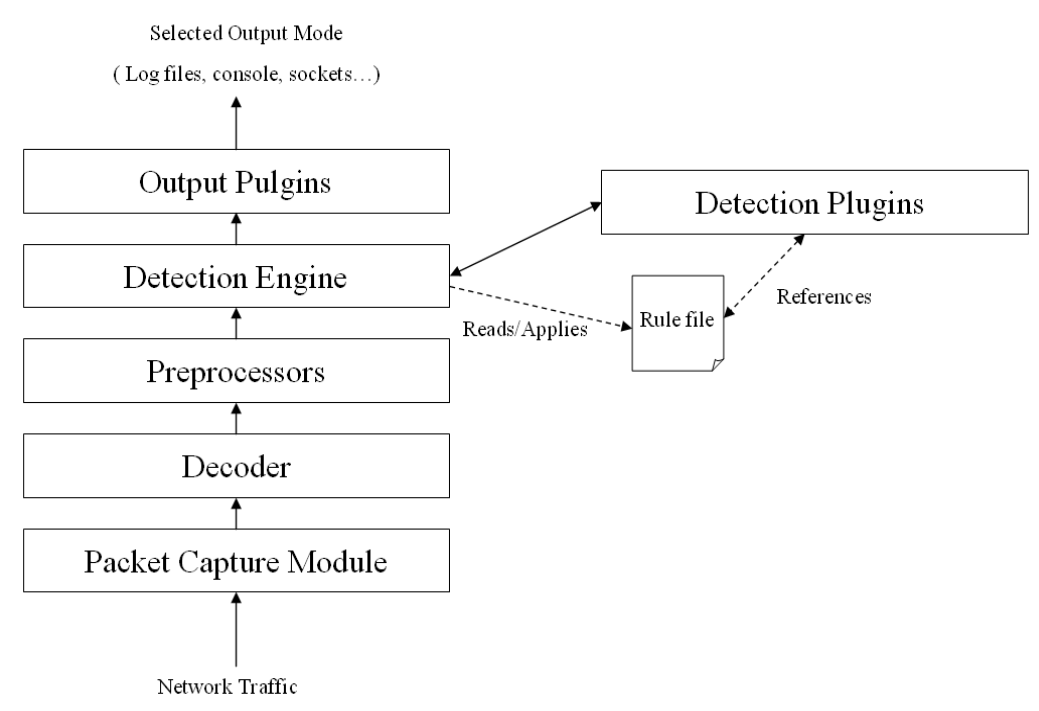 Selected Output Mode
( Log files, console, sockets…)
Output Pulgins
Detection Plugins
Detection Engine
References
Rule file
Reads/Applies
Preprocessors
Decoder
Packet Capture Module
Network Traffic